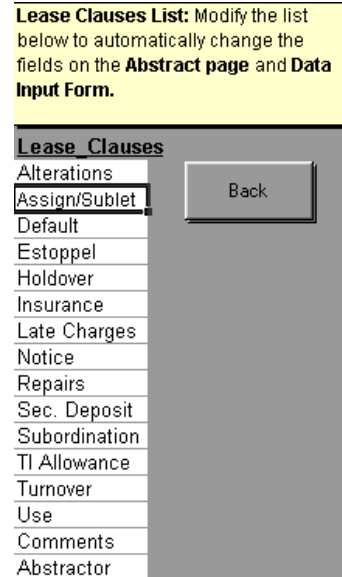 Lease Clauses List: Modify the list
below to automatically change the
fields on the Abstract page and Data
Input Form.
Lease_Clauses
Alterations
Assign/Sublet
Default
Estoppel
Holdover
Insurance
Late Charges
Notice
Repairs
Sec. Deposit
Subordination
TI Allowance
Turnover
Use
Comments
Abstractor
Back